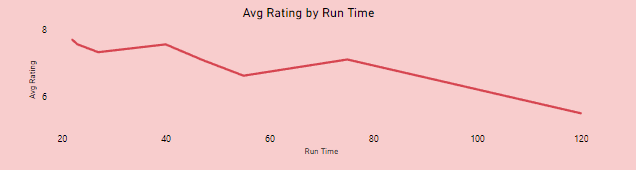 Avg Rating by Run Time
8
6
Avg Rating
20 40 60 80 100 120
Run Time